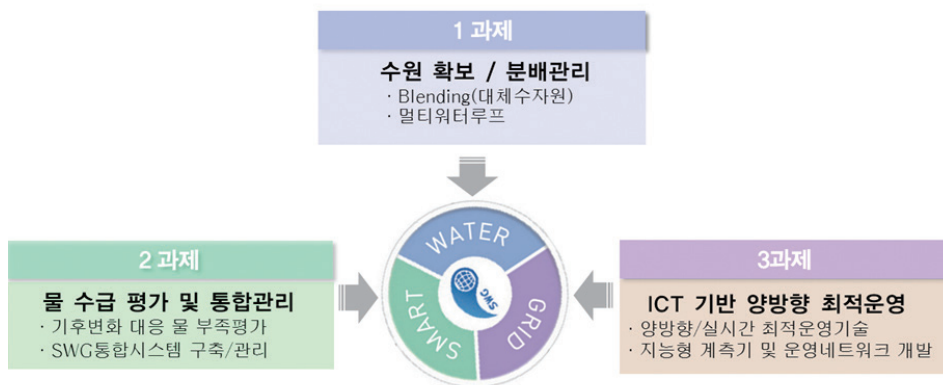 1 과제
수원 확보 / 분배관리
· Blending(대체수자원)
· 멀티워터루프
2 과제
물 수급 평가 및 통합관리
· 기후변화 대응 물 부족평가
· SWG통합시스템 구축/관리
WATER
SMART
GRID
SWG
3과제
ICT 기반 양방향 최적운영
· 양방향/실시간 최적운영기술
· 지능형 계측기 및 운영네트워크 개발